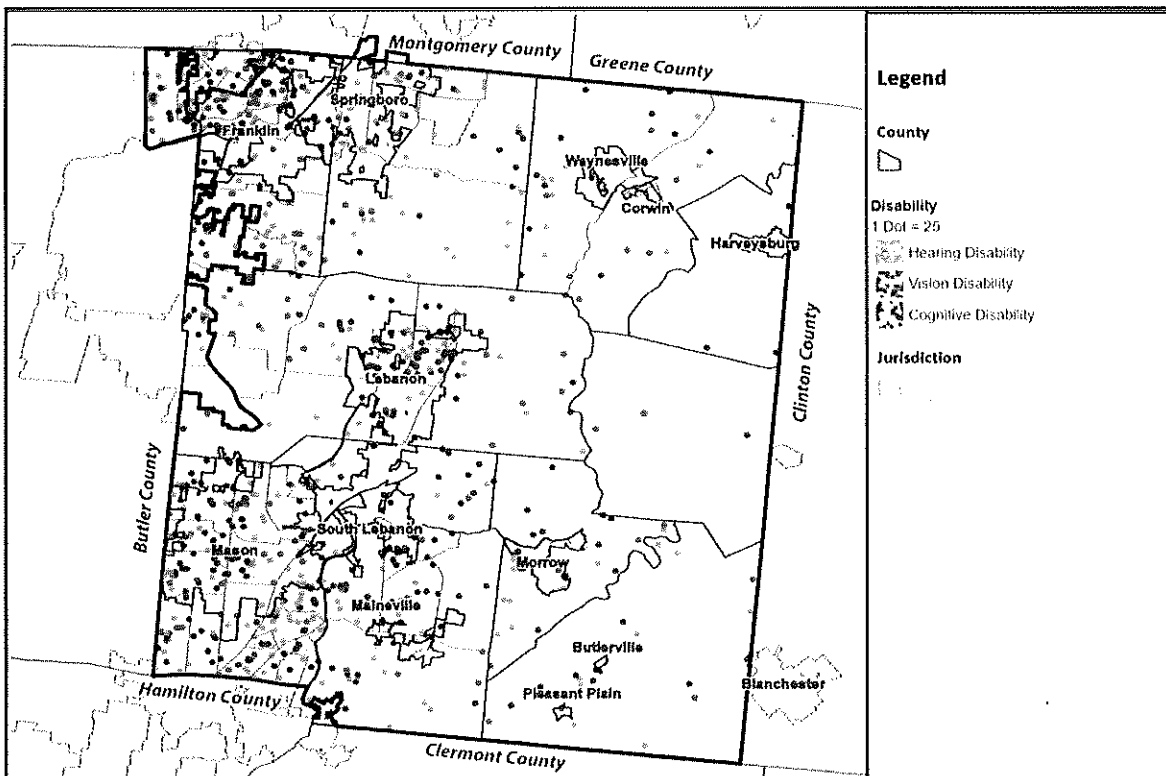 Montgomery County
Greene County
Springboro
Franklin
Waynesville
Corwin
Harveysburg
Lebanon
Clinton County
Butler County
South Lebanon
Mason
Morrow
Maineville
Butlerville
Pleasant Plain
Blanchester
Hamilton County
Clermont County
Legend
County
Disability
1 Dot = 25
Hearing Disability
Vision Disability
Cognitive Disability
Jurisdiction